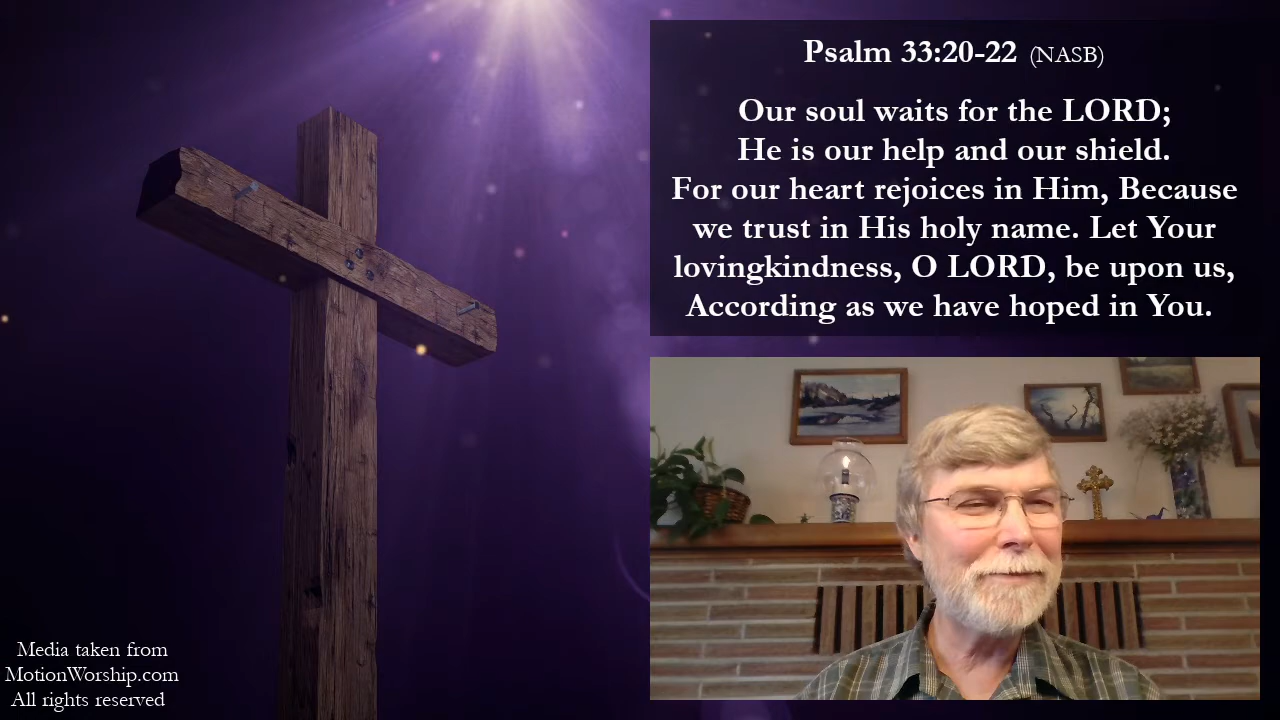 Psalm 33:20-22 (NASB)
Our soul waits for the LORD;
He is our help and our shield.
For our heart rejoices in Him, Because
we trust in His holy name. Let Your
lovingkindness, O LORD, be upon us,
According as we have hoped in You.
Media taken from
MotionWorship.com
All rights reserved